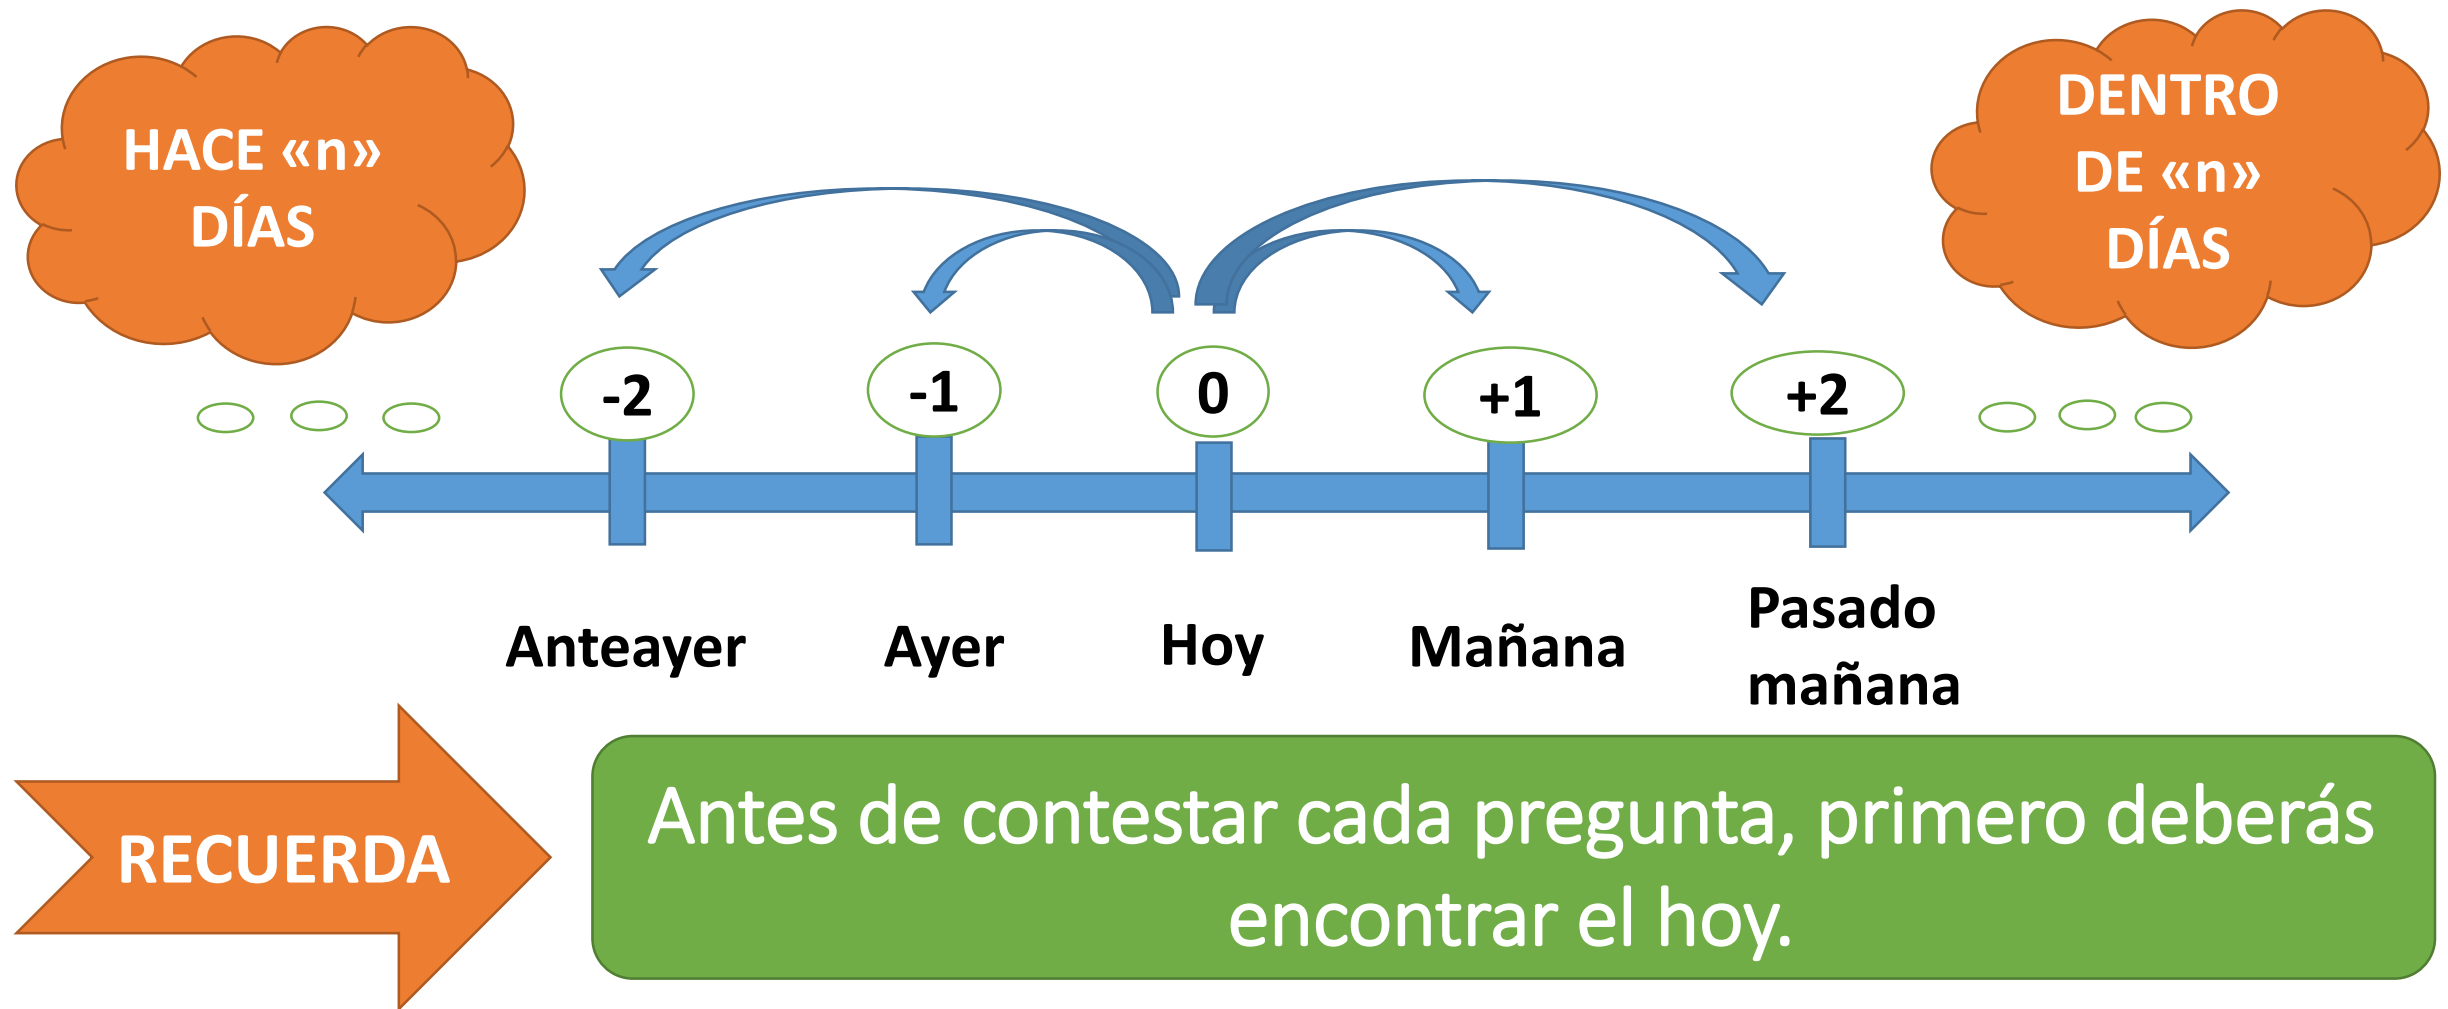 HACE «n»
DÍAS
DENTRO
DE «n»
DÍAS
-2
-1
0
+1
+2
Anteayer
Ayer
Hoy
Mañana
Pasado
mañana
RECUERDA
Antes de contestar cada pregunta, primero deberás
encontrar el hoy.